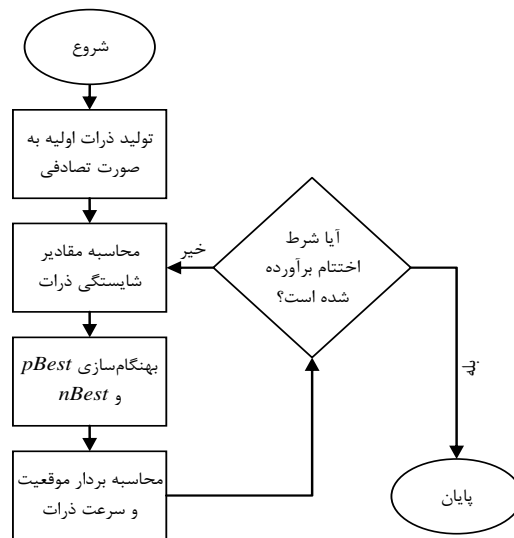 شروع
تولید ذرات اولیه به
صورت تصادفی
محاسبه مقادیر
شایستگی ذرات
بهنگام‌سازی pBest
و nBest
محاسبه بردار موقعیت
و سرعت ذرات
آیا شرط
اختتام برآورده
شده است؟
خیر
بله
پایان